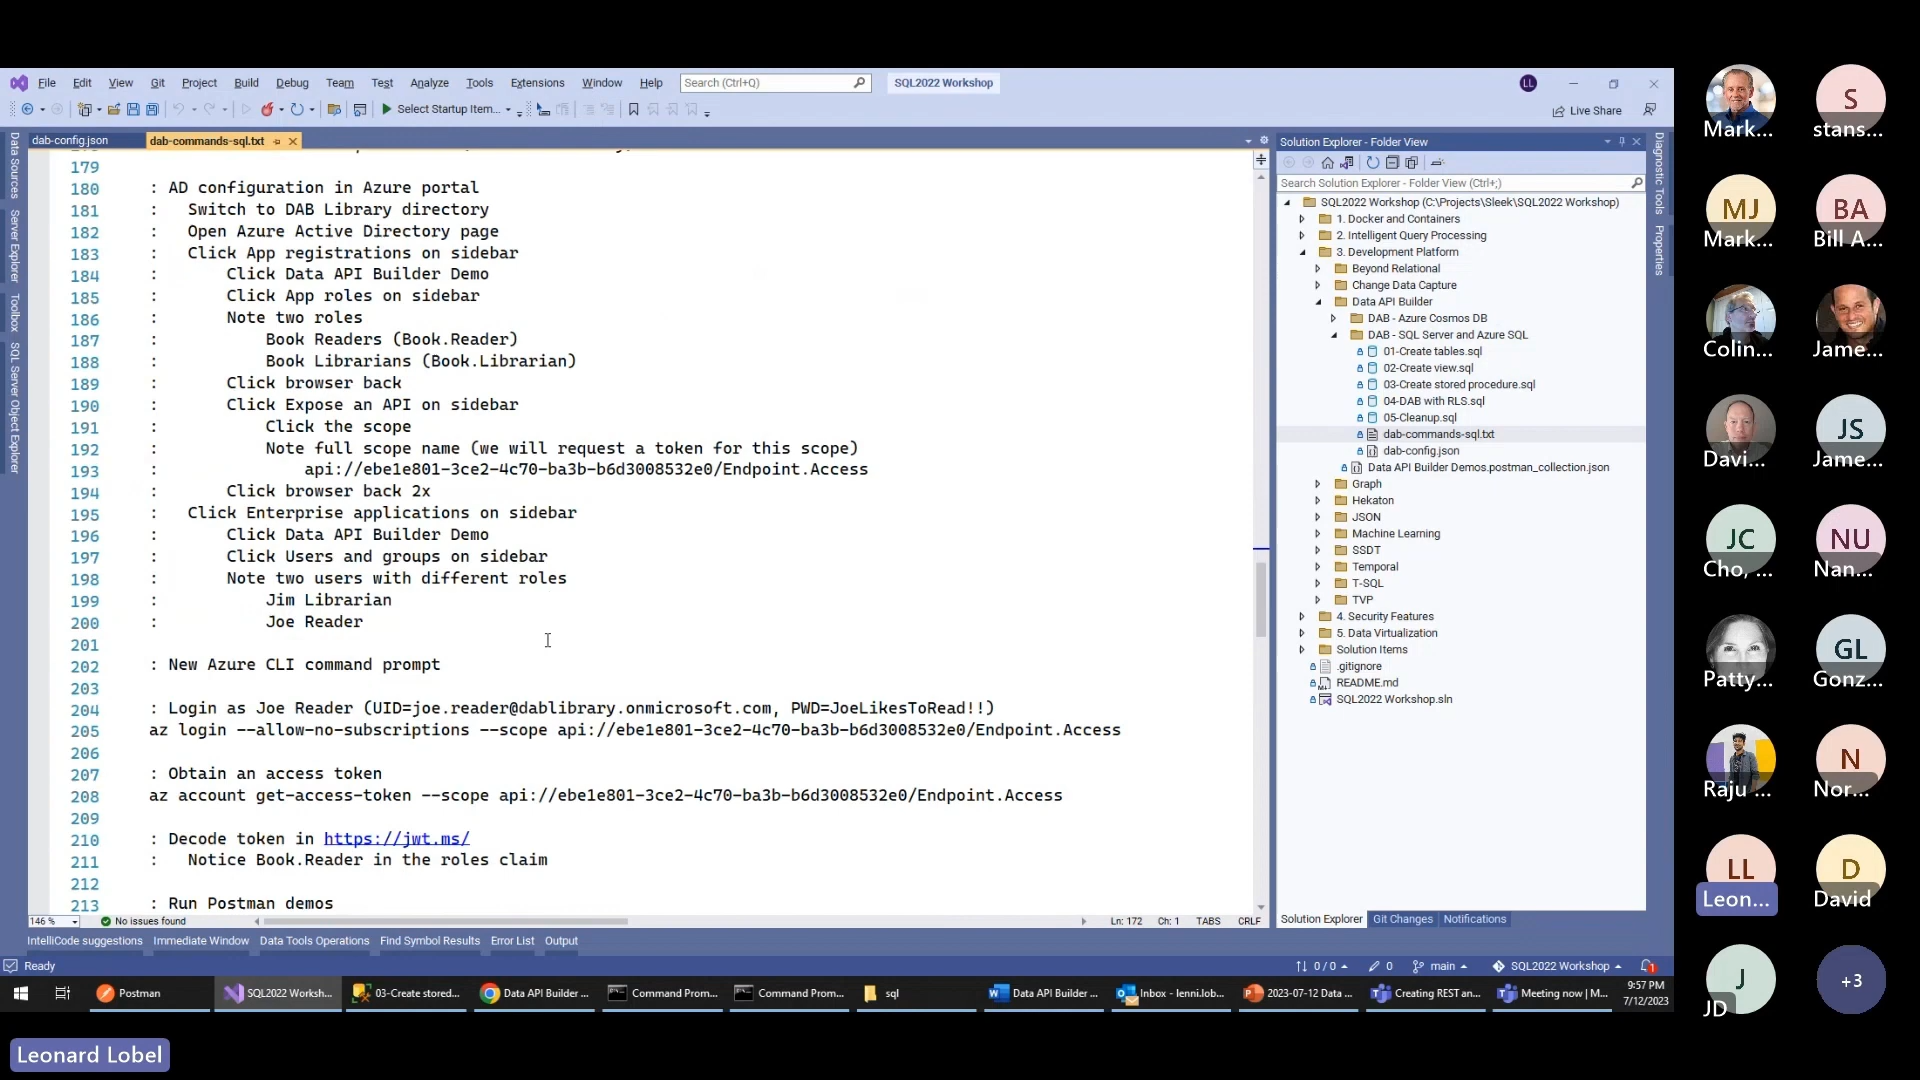 File Edit View Git Project Build Debug Team Test Analyze Tools Extensions Window Help Search (Ctrl+Q) SQL2022 Workshop LL
Select Startup Item... Live Share
dab-config.json dab-commands-sql.txt
Data Sources
Server Explorer
Toolbox
SQL Server Object Explorer
179
180 : AD configuration in Azure portal
181 : Switch to DAB Library directory
182 : Open Azure Active Directory page
183 : Click App registrations on sidebar
184 : Click Data API Builder Demo
185 : Click App roles on sidebar
186 : Note two roles
187 : Book Readers (Book.Reader)
188 : Book Librarians (Book.Librarian)
189 : Click browser back
190 : Click Expose an API on sidebar
191 : Click the scope
192 : Note full scope name (we will request a token for this scope)
193 : api://ebe1e801-3ce2-4c70-ba3b-b6d3008532e0/Endpoint.Access
194 : Click browser back 2x
195 : Click Enterprise applications on sidebar
196 : Click Data API Builder Demo
197 : Click Users and groups on sidebar
198 : Note two users with different roles
199 : Jim Librarian
200 : Joe Reader
201
202 : New Azure CLI command prompt
203
204 : Login as Joe Reader (UID=joe.reader@dablibrary.onmicrosoft.com, PWD=JoeLikesToRead!!)
205 az login --allow-no-subscriptions --scope api://ebe1e801-3ce2-4c70-ba3b-b6d3008532e0/Endpoint.Access
206
207 : Obtain an access token
208 az account get-access-token --scope api://ebe1e801-3ce2-4c70-ba3b-b6d3008532e0/Endpoint.Access
209
210 : Decode token in https://jwt.ms/
211 : Notice Book.Reader in the roles claim
212
213 : Run Postman demos
146 % No issues found Ln: 172 Ch: 1 TABS CRLF
Solution Explorer - Folder View
Search Solution Explorer - Folder View (Ctrl+;)
SQL2022 Workshop (C:\Projects\Sleek\SQL2022 Workshop)
1. Docker and Containers
2. Intelligent Query Processing
3. Development Platform
Beyond Relational
Change Data Capture
Data API Builder
DAB - Azure Cosmos DB
DAB - SQL Server and Azure SQL
01-Create tables.sql
02-Create view.sql
03-Create stored procedure.sql
04-DAB with RLS.sql
05-Cleanup.sql
dab-commands-sql.txt
dab-config.json
Data API Builder Demos.postman_collection.json
Graph
Hekaton
JSON
Machine Learning
SSDT
Temporal
T-SQL
TVP
4. Security Features
5. Data Virtualization
Solution Items
.gitignore
README.md
SQL2022 Workshop.sln
Solution Explorer Git Changes Notifications
Diagnostic Tools
Properties
IntelliCode suggestions Immediate Window Data Tools Operations Find Symbol Results Error List Output
Ready 0 / 0 0 main SQL2022 Workshop 1
Postman SQL2022 Worksh... 03-Create stored... Data API Builder ... Command Prom... Command Prom... sql Data API Builder ... Inbox - lenni.lob... 2023-07-12 Data ... Creating REST an... Meeting now | M... 9:57 PM
7/12/2023
Leonard Lobel
Mark... S stans...
MJ Mark... BA Bill A...
Colin... Jame...
Davi... JS Jame...
JC Cho, ... NU Nan...
Patty... GL Gonz...
Raju ... N Nor...
LL Leon... D David
J JD +3